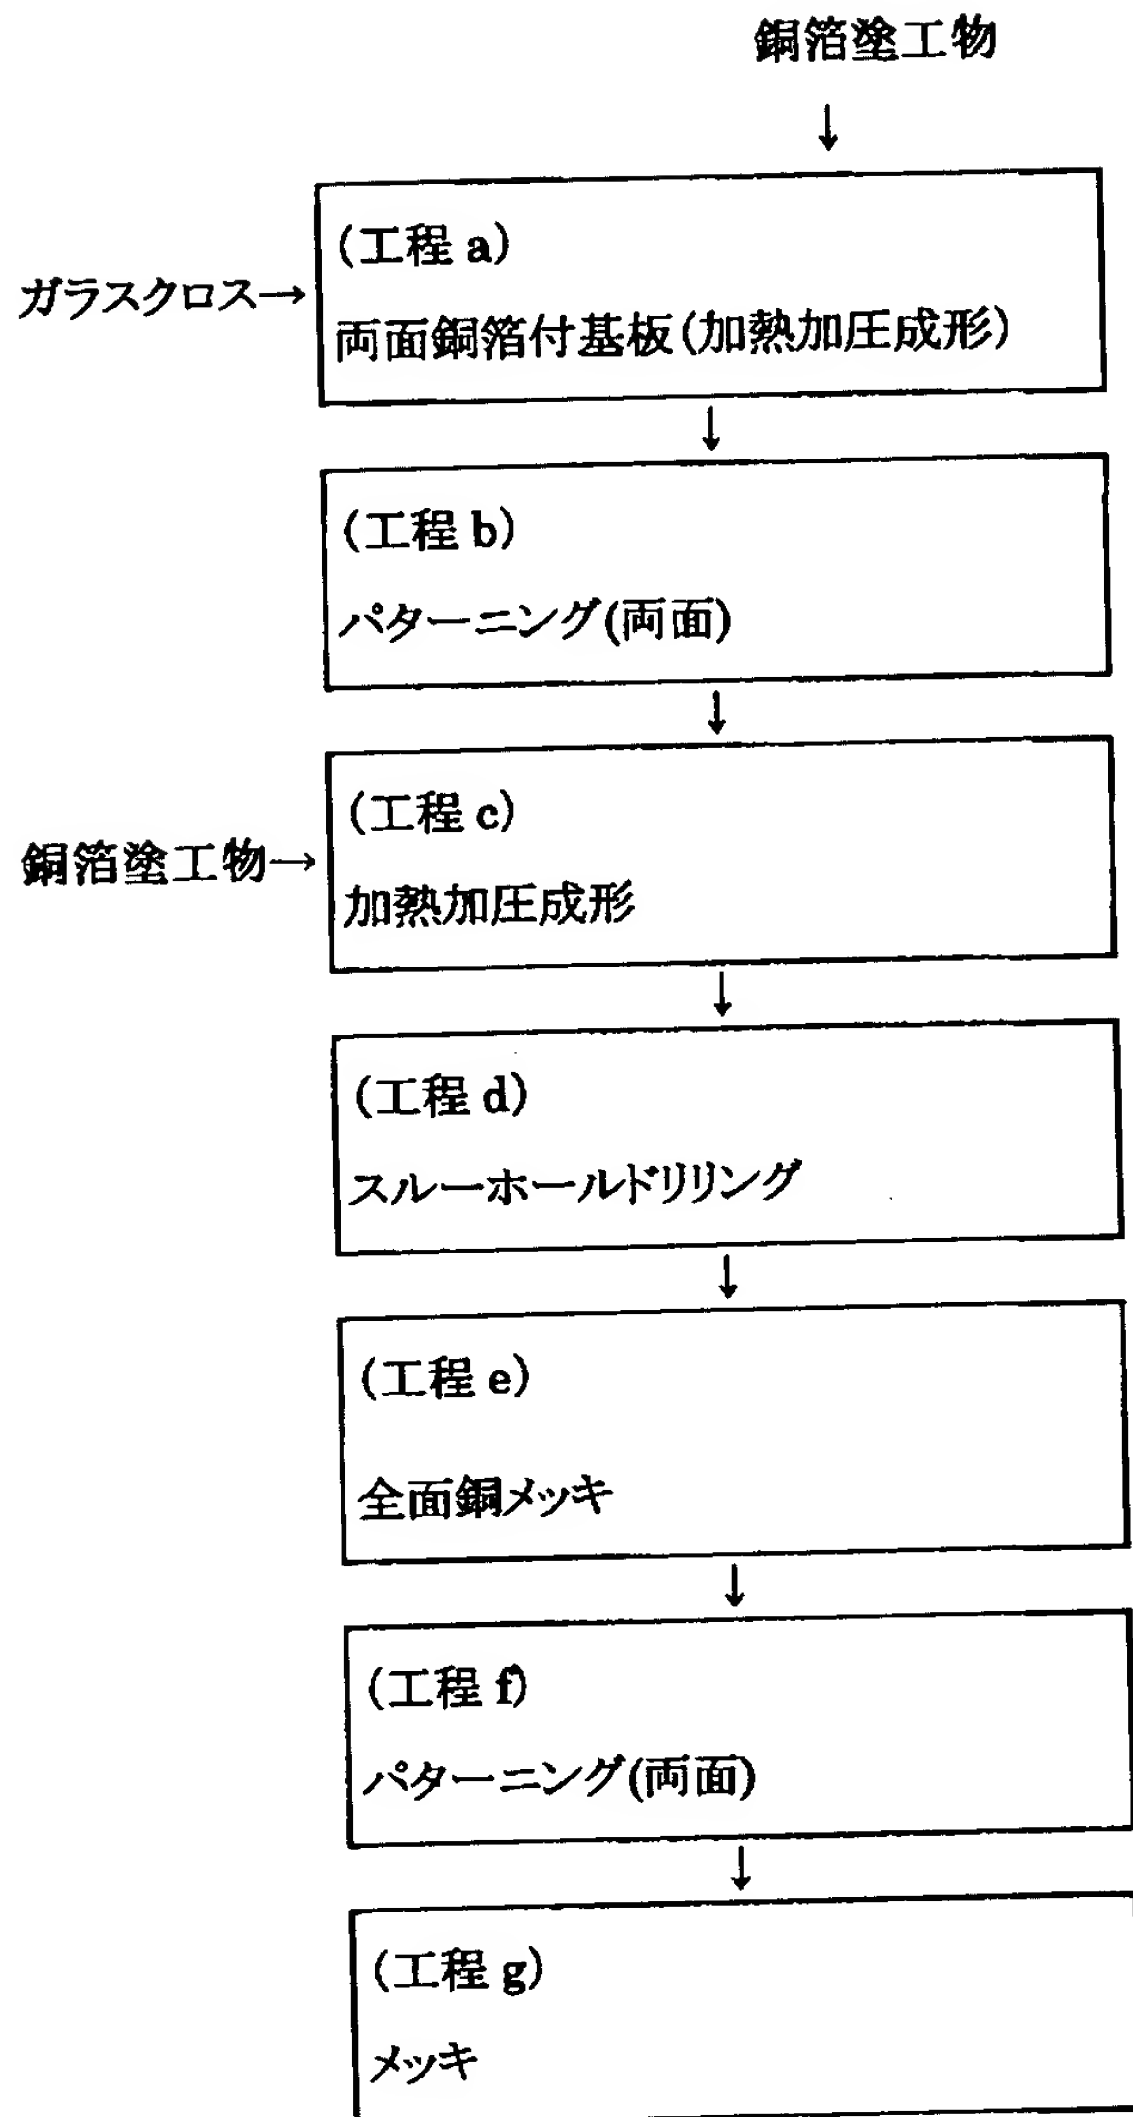 銅箔塗工物
↓
(工程 a)
ガラスクロス→
両面銅箔付基板(加熱加圧成形)
↓
(工程 b)
パターニング(両面)
↓
(工程 c)
銅箔塗工物→
加熱加圧成形
↓
(工程 d)
スルーホールドリリング
↓
(工程 e)
全面銅メッキ
↓
(工程 f)
パターニング(両面)
↓
(工程 g)
メッキ